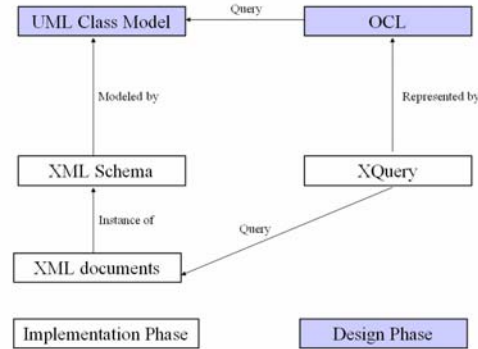 UML Class Model
Query
OCL
Modeled by
Represented by
XML Schema
XQuery
Instance of
Query
XML documents
Implementation Phase
Design Phase